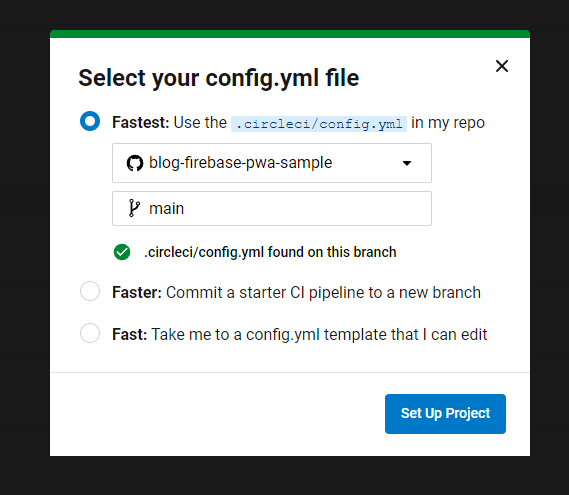 Select your config.yml file
Fastest: Use the .circleci/config.yml in my repo
blog-firebase-pwa-sample
main
.circleci/config.yml found on this branch
Faster: Commit a starter CI pipeline to a new branch
Fast: Take me to a config.yml template that I can edit
Set Up Project